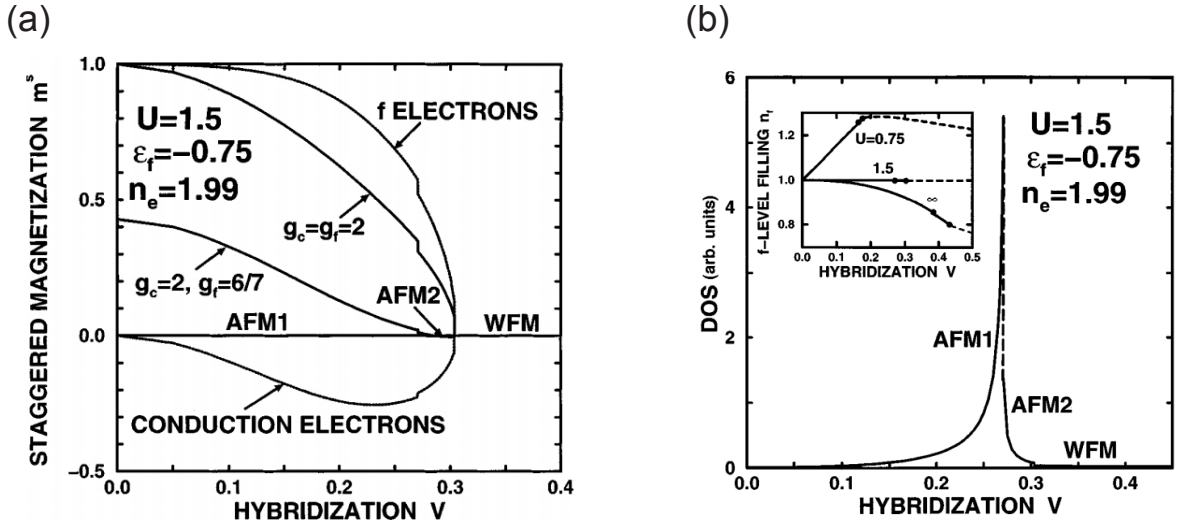 (a)
STAGGERED MAGNETIZATION mˢ
1.0
0.5
0.0
−0.5
U=1.5
ε_f=−0.75
n_e=1.99
f ELECTRONS
g_c=g_f=2
g_c=2, g_f=6/7
AFM2
AFM1
WFM
CONDUCTION ELECTRONS
0.0 0.1 0.2 0.3 0.4
HYBRIDIZATION V
(b)
DOS (arb. units)
6
4
2
0
f−LEVEL FILLING n_f
1.2
1.0
0.8
U=0.75
1.5
∞
0.0 0.1 0.2 0.3 0.4 0.5
HYBRIDIZATION V
U=1.5
ε_f=−0.75
n_e=1.99
AFM1
AFM2
WFM
0.0 0.1 0.2 0.3 0.4
HYBRIDIZATION V